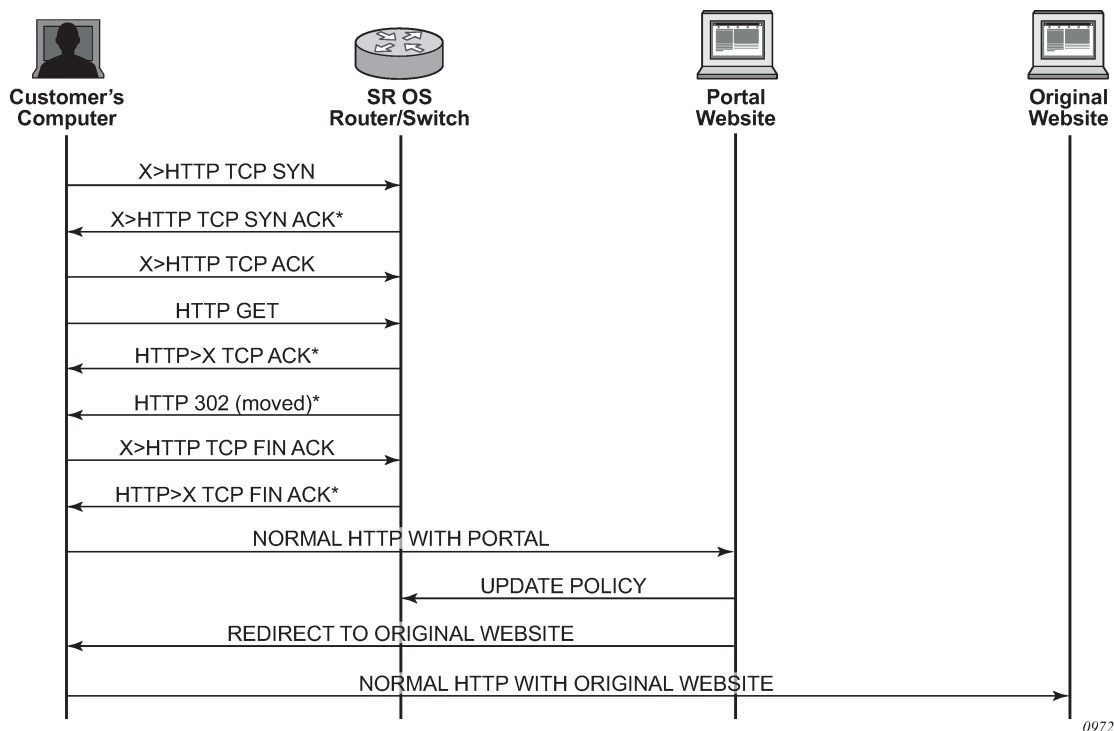 Customer's
Computer
SR OS
Router/Switch
Portal
Website
Original
Website
X>HTTP TCP SYN
X>HTTP TCP SYN ACK*
X>HTTP TCP ACK
HTTP GET
HTTP>X TCP ACK*
HTTP 302 (moved)*
X>HTTP TCP FIN ACK
HTTP>X TCP FIN ACK*
NORMAL HTTP WITH PORTAL
UPDATE POLICY
REDIRECT TO ORIGINAL WEBSITE
NORMAL HTTP WITH ORIGINAL WEBSITE
0972